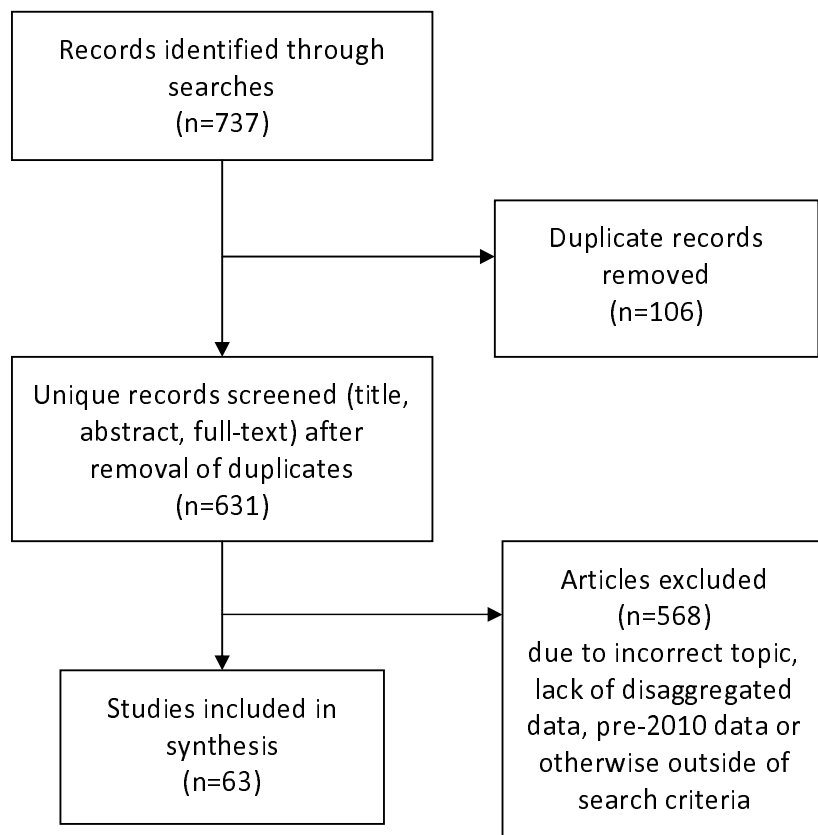 Records identified through
searches
(n=737)
Duplicate records
removed
(n=106)
Unique records screened (title,
abstract, full-text) after
removal of duplicates
(n=631)
Articles excluded
(n=568)
due to incorrect topic,
lack of disaggregated
data, pre-2010 data or
otherwise outside of
search criteria
Studies included in
synthesis
(n=63)